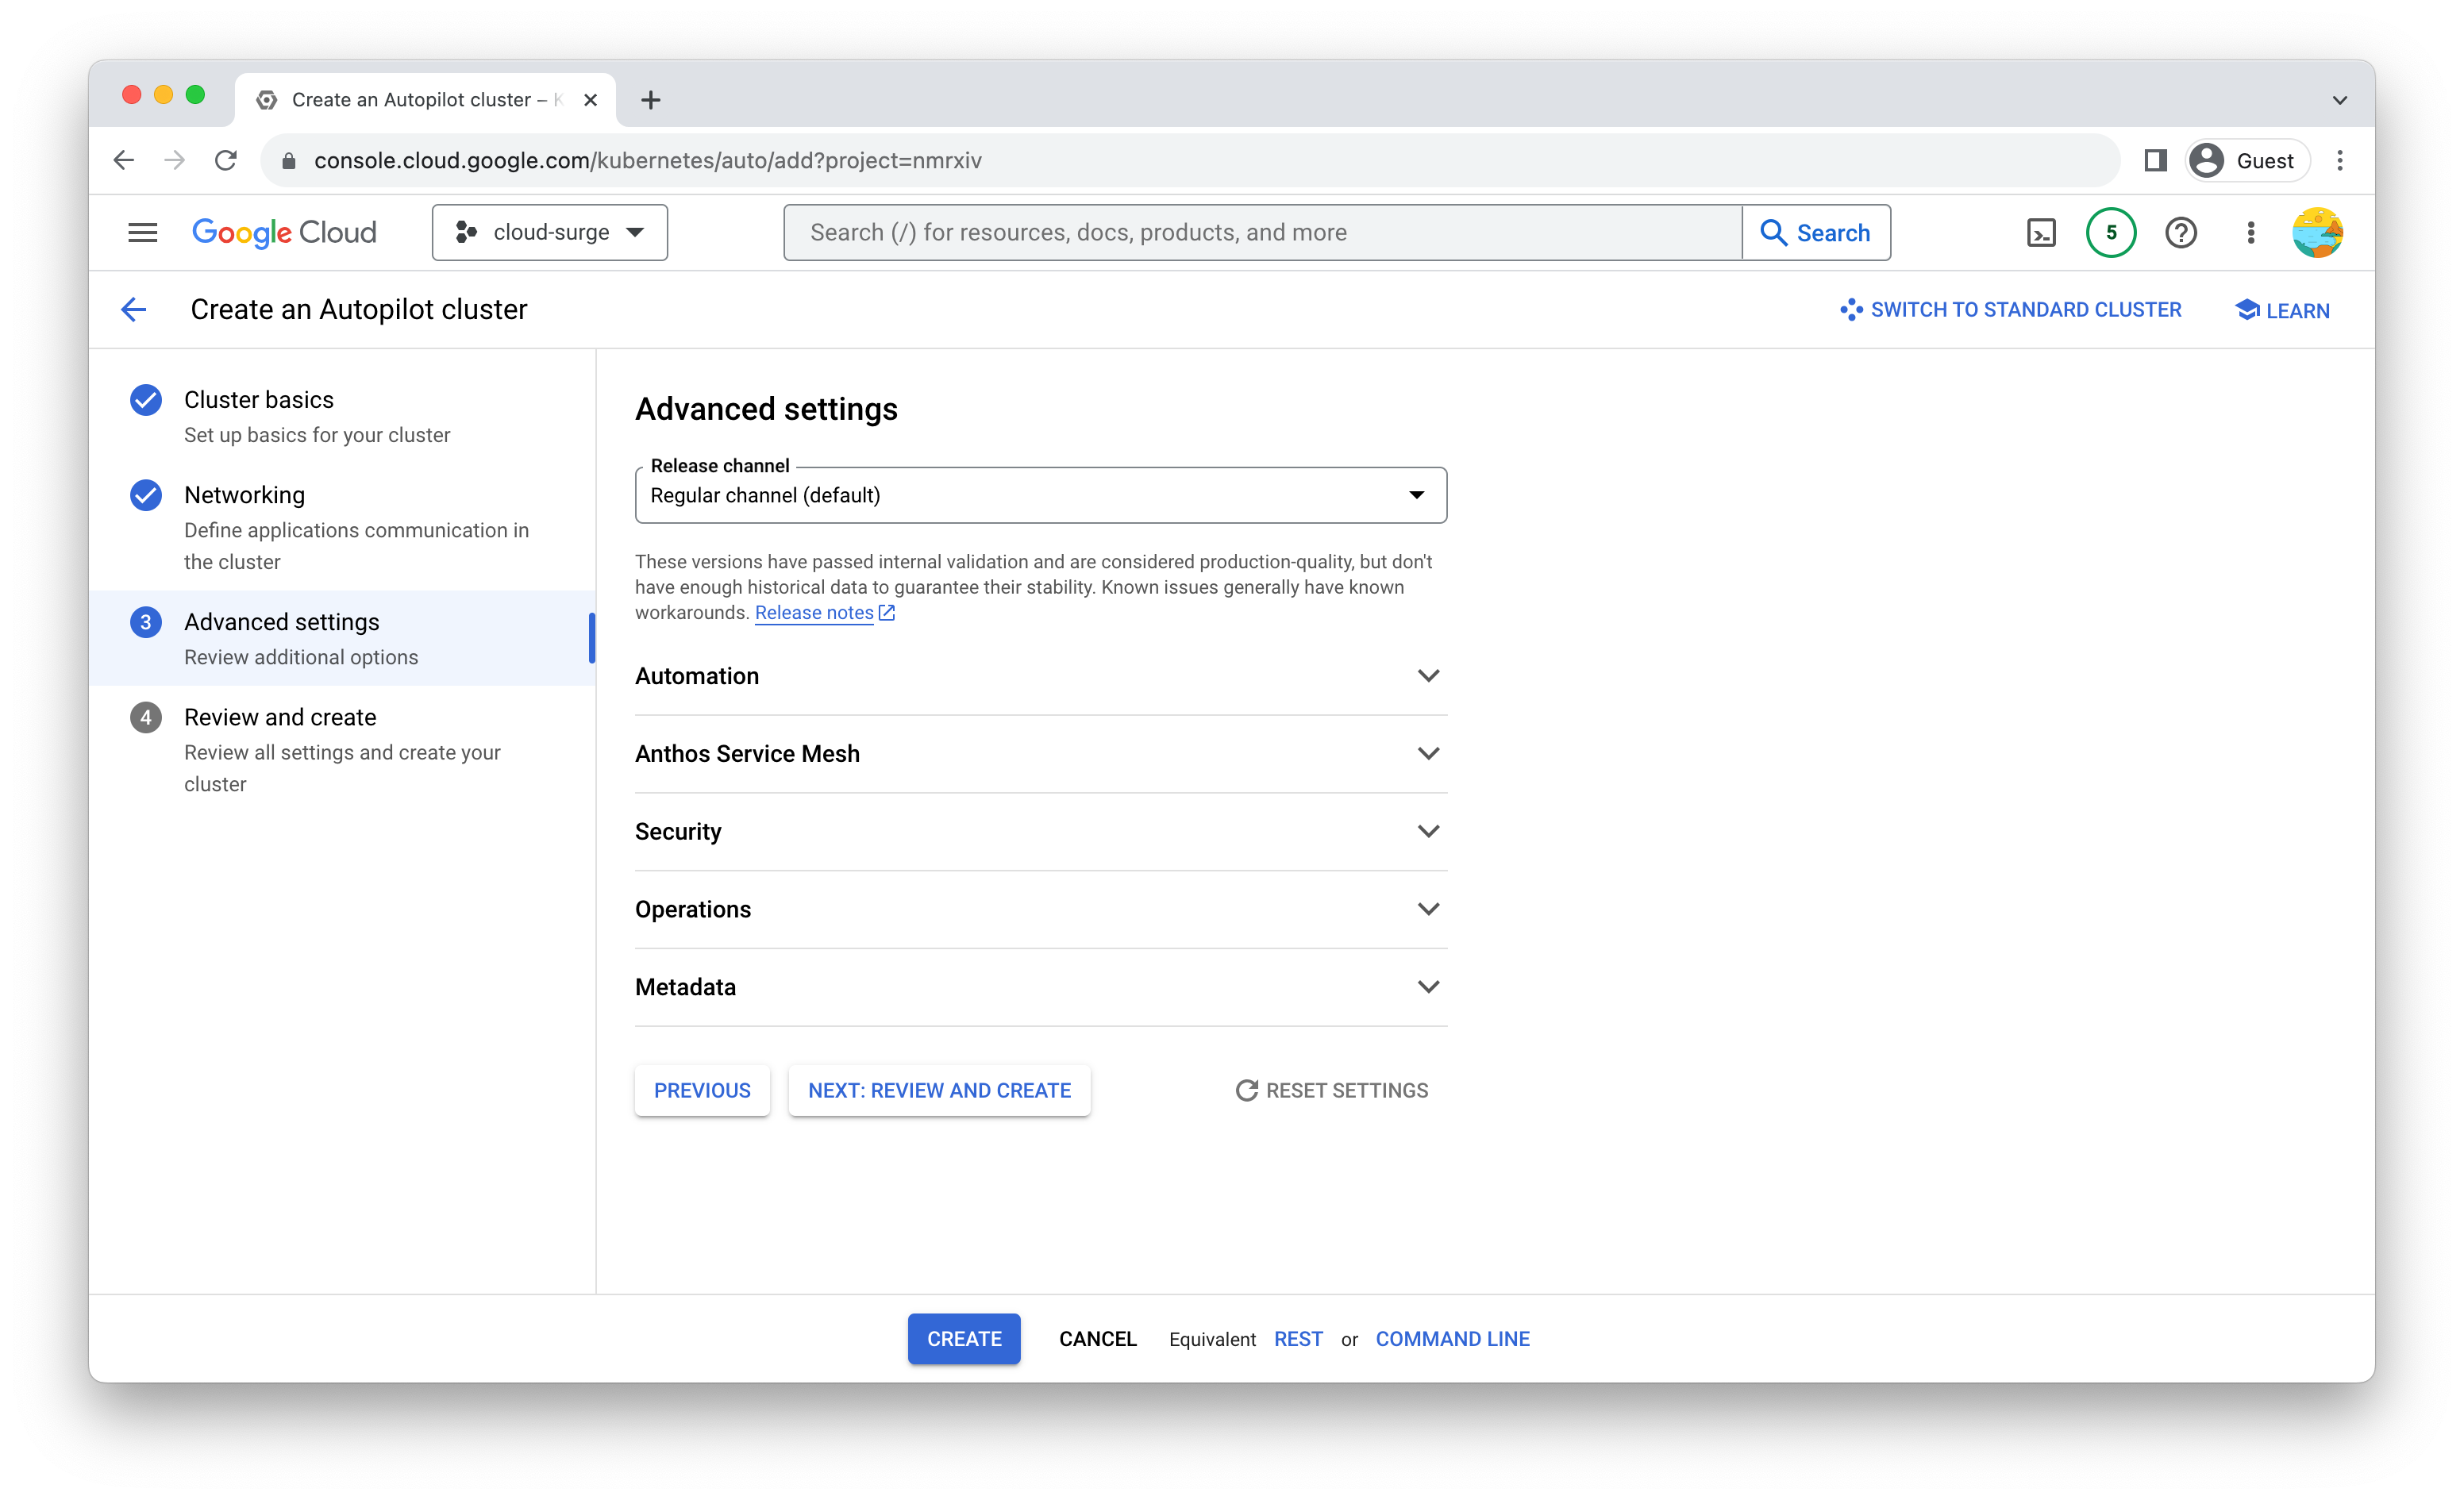 Create an Autopilot cluster –
console.cloud.google.com/kubernetes/auto/add?project=nmrxiv
Guest
Google Cloud
cloud-surge
Search (/) for resources, docs, products, and more
Search
5
Create an Autopilot cluster
SWITCH TO STANDARD CLUSTER
LEARN
Cluster basics
Set up basics for your cluster
Networking
Define applications communication in
the cluster
3
Advanced settings
Review additional options
4
Review and create
Review all settings and create your
cluster
Advanced settings
Release channel
Regular channel (default)
These versions have passed internal validation and are considered production-quality, but don't
have enough historical data to guarantee their stability. Known issues generally have known
workarounds. Release notes
Automation
Anthos Service Mesh
Security
Operations
Metadata
PREVIOUS
NEXT: REVIEW AND CREATE
RESET SETTINGS
CREATE
CANCEL
Equivalent REST or COMMAND LINE